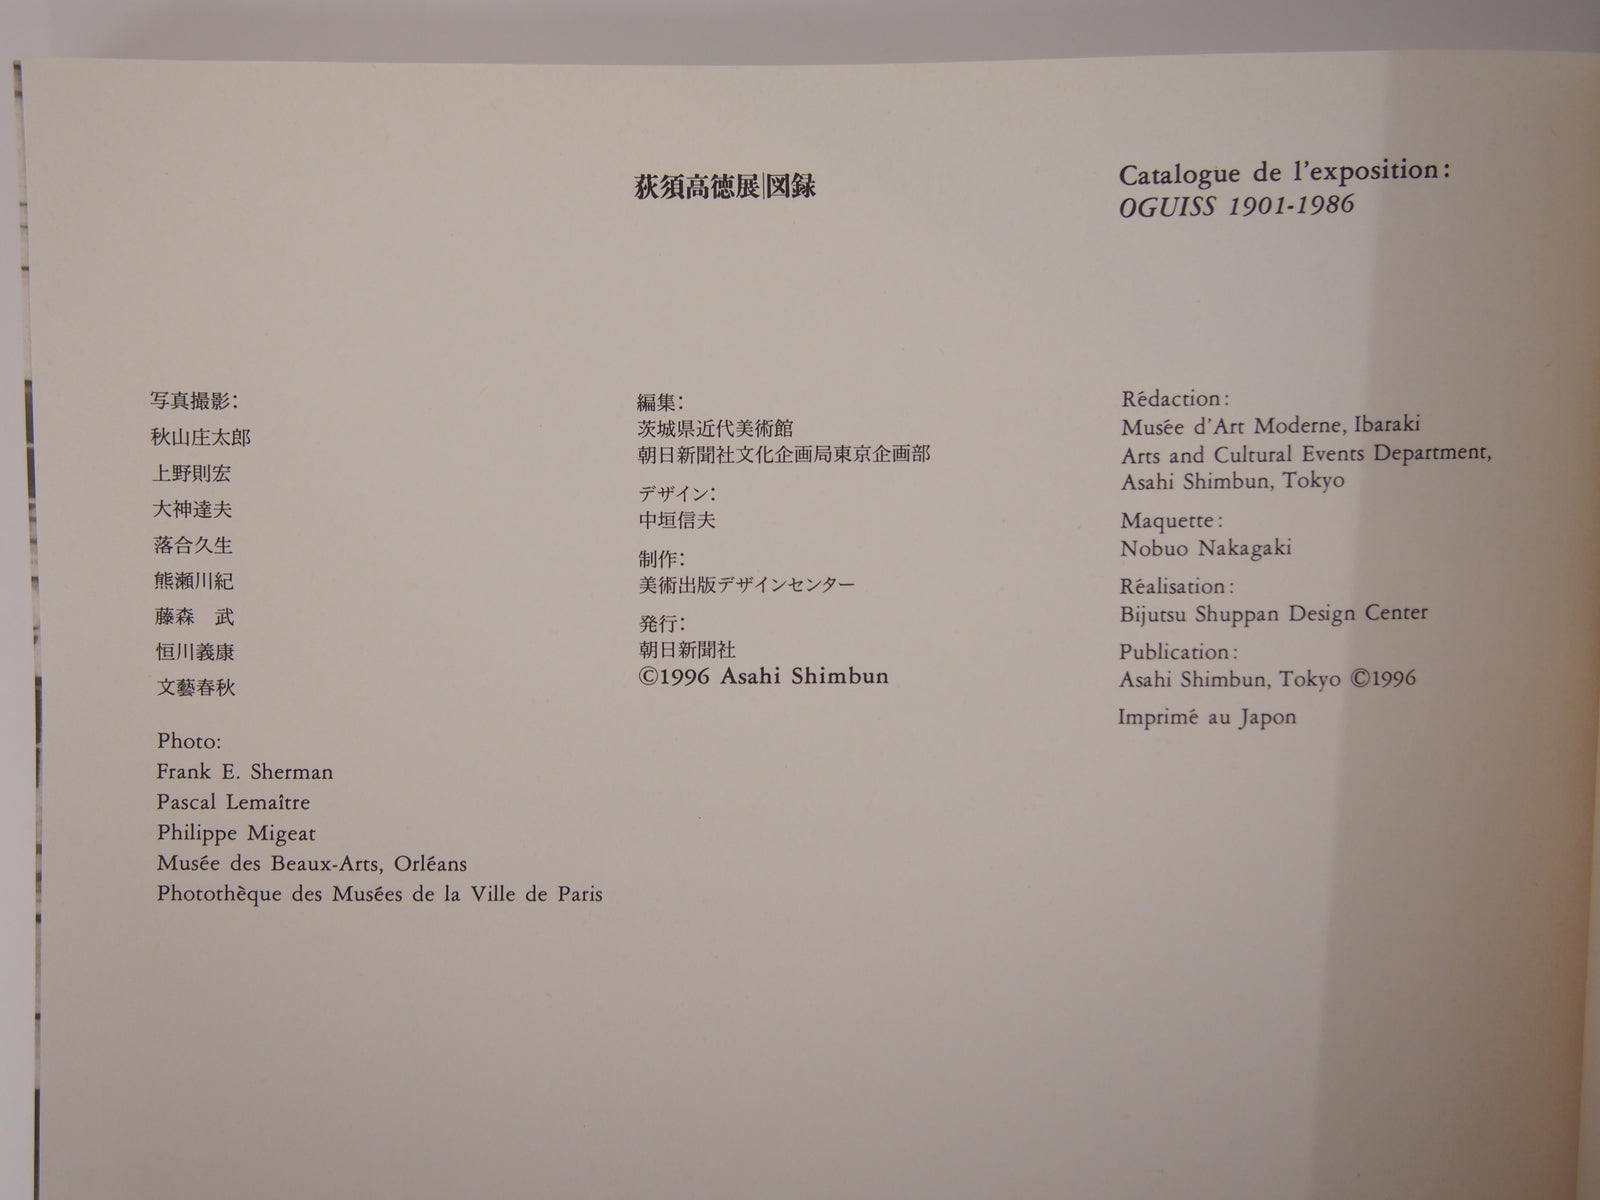 荻須高徳展|図録
Catalogue de l'exposition:
OGUISS 1901-1986
写真撮影:
秋山庄太郎
上野則宏
大神達夫
落合久生
熊瀬川紀
藤森　武
恒川義康
文藝春秋
Photo:
Frank E. Sherman
Pascal Lemaître
Philippe Migeat
Musée des Beaux-Arts, Orléans
Photothèque des Musées de la Ville de Paris
編集:
茨城県近代美術館
朝日新聞社文化企画局東京企画部
デザイン:
中垣信夫
制作:
美術出版デザインセンター
発行:
朝日新聞社
©1996 Asahi Shimbun
Rédaction:
Musée d'Art Moderne, Ibaraki
Arts and Cultural Events Department,
Asahi Shimbun, Tokyo
Maquette:
Nobuo Nakagaki
Réalisation:
Bijutsu Shuppan Design Center
Publication:
Asahi Shimbun, Tokyo ©1996
Imprimé au Japon